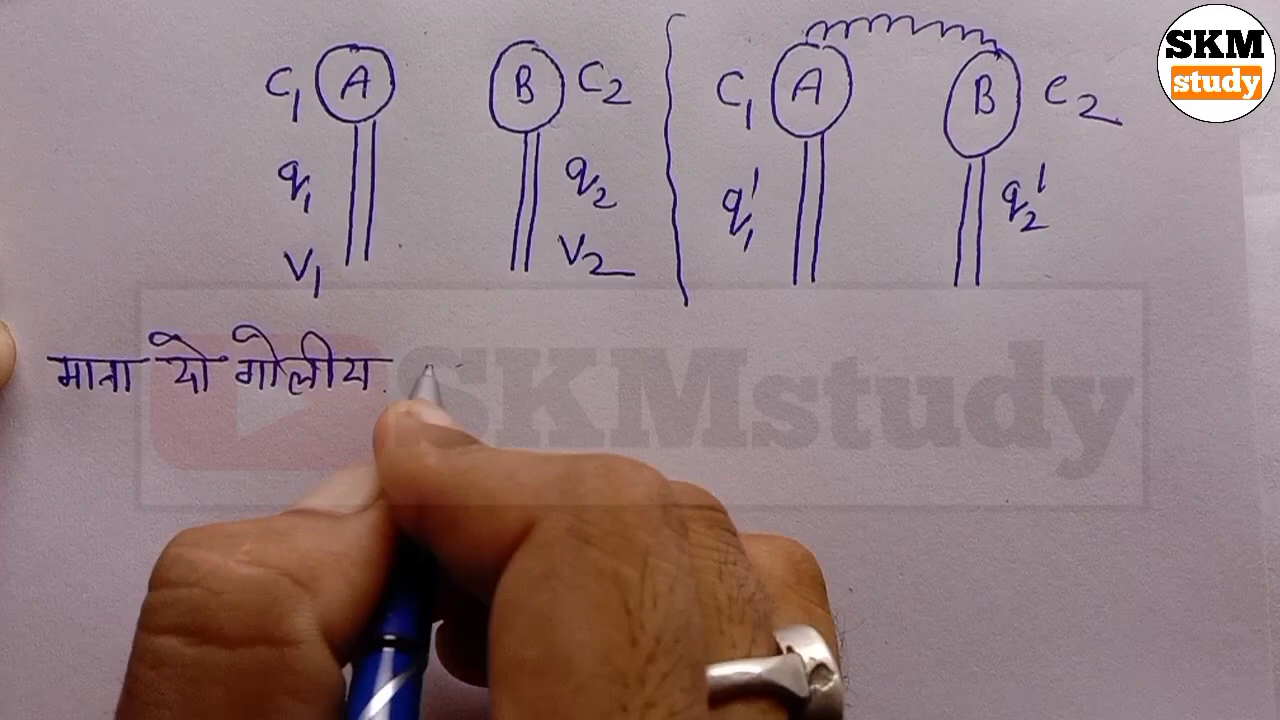 SKM
study
C₁ A B C₂
q₁ q₂
V₁ V₂
C₁ A B C₂
q₁' q₂'
माना दो गोलीय
SKMstudy